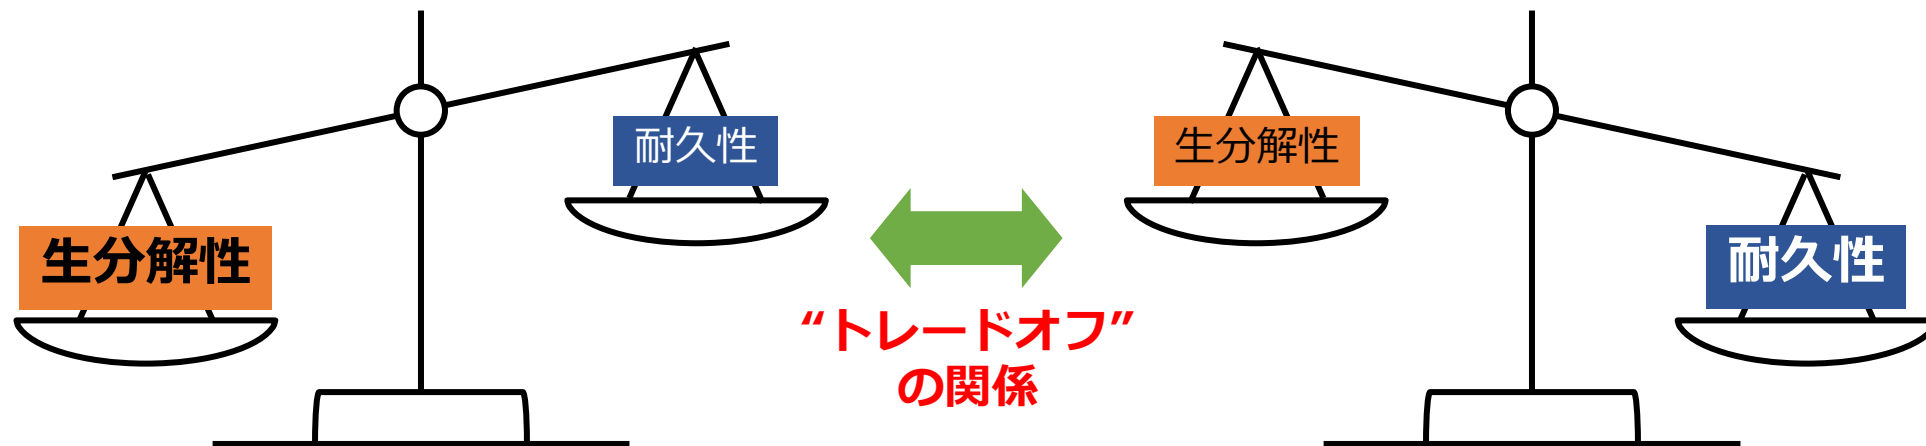 耐久性
生分解性
生分解性
耐久性
“トレードオフ”
の関係